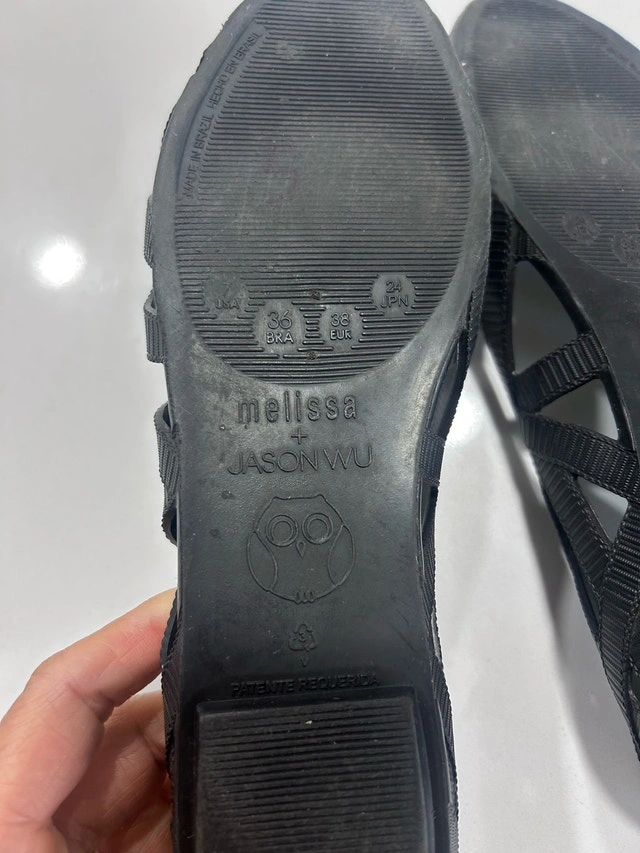 MADE IN BRAZIL HECHO EN BRASIL
USA
36
BRA
38
EUR
24
JPN
melissa
+
JASON WU
PATENTE REQUERIDA